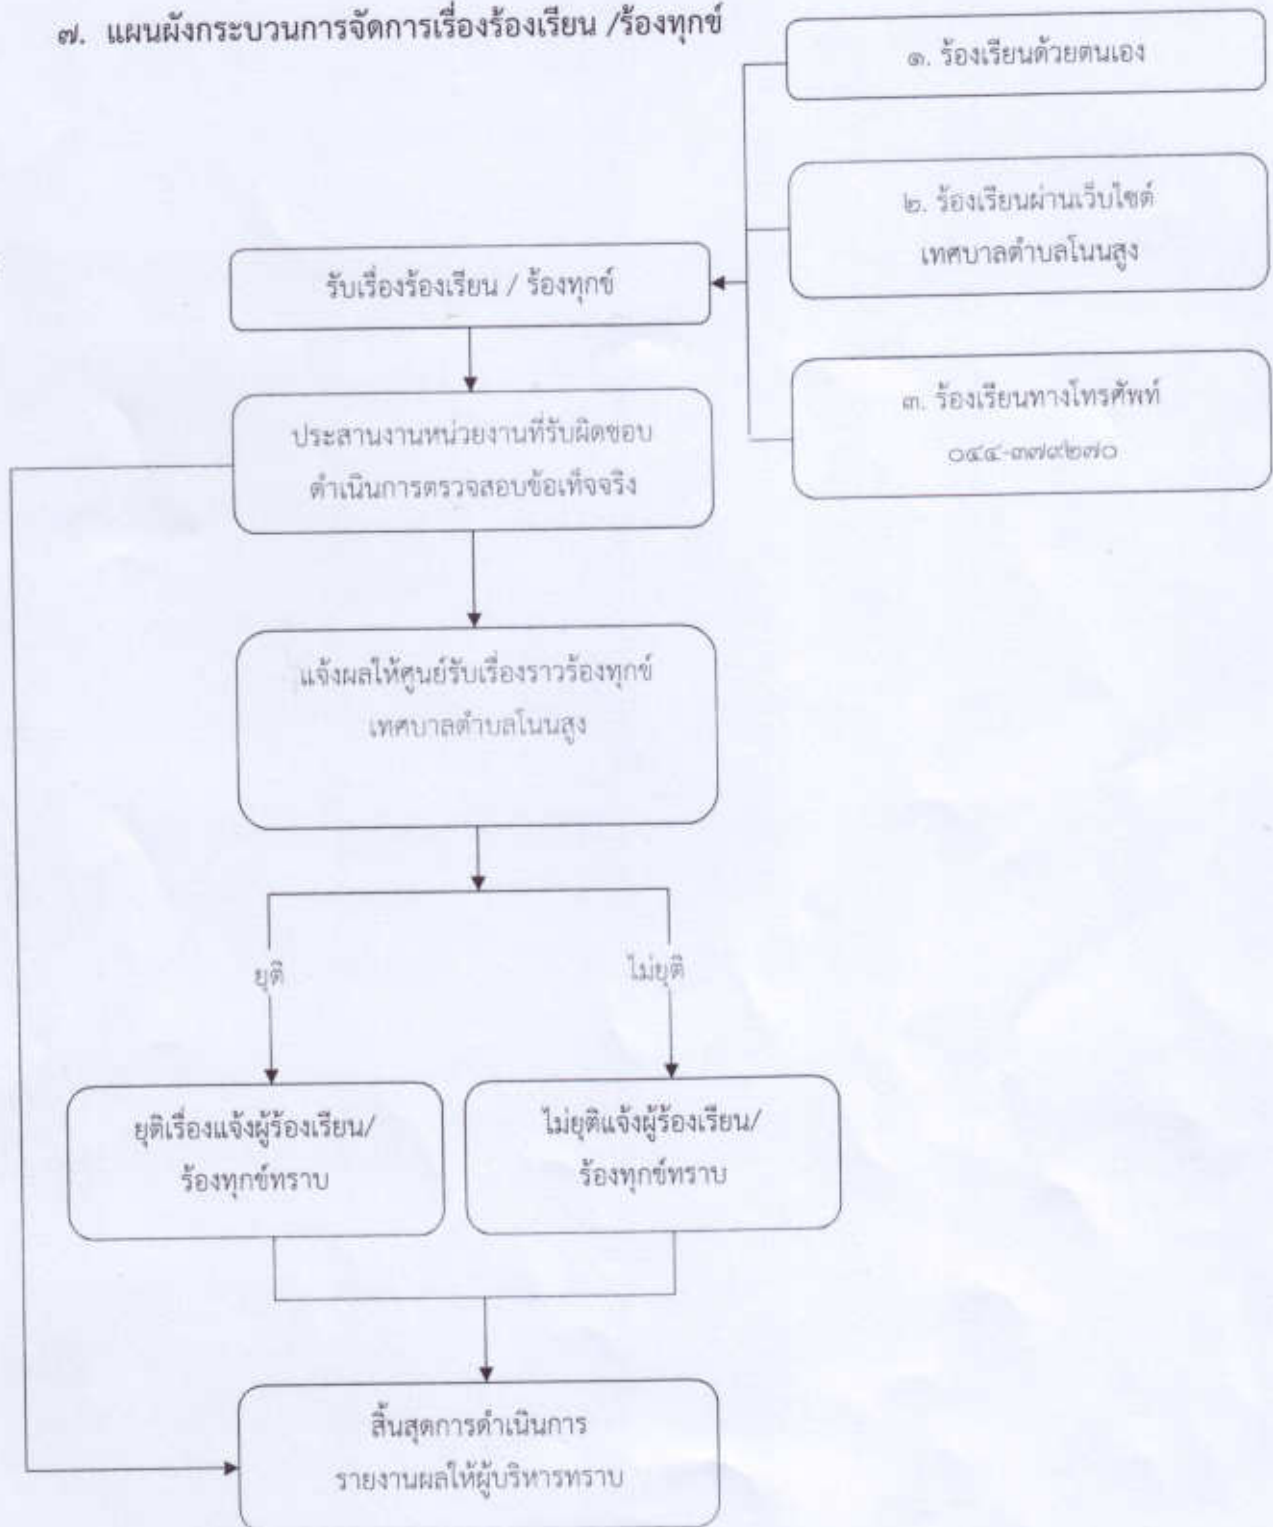 ๗. แผนผังกระบวนการจัดการเรื่องร้องเรียน /ร้องทุกข์
๑. ร้องเรียนด้วยตนเอง
๒. ร้องเรียนผ่านเว็บไซต์
เทศบาลตำบลโนนสูง
๓. ร้องเรียนทางโทรศัพท์
๐๔๔-๓๗๙๒๗๐
รับเรื่องร้องเรียน / ร้องทุกข์
ประสานงานหน่วยงานที่รับผิดชอบ
ดำเนินการตรวจสอบข้อเท็จจริง
แจ้งผลให้ศูนย์รับเรื่องราวร้องทุกข์
เทศบาลตำบลโนนสูง
ยุติ
ไม่ยุติ
ยุติเรื่องแจ้งผู้ร้องเรียน/
ร้องทุกข์ทราบ
ไม่ยุติแจ้งผู้ร้องเรียน/
ร้องทุกข์ทราบ
สิ้นสุดการดำเนินการ
รายงานผลให้ผู้บริหารทราบ